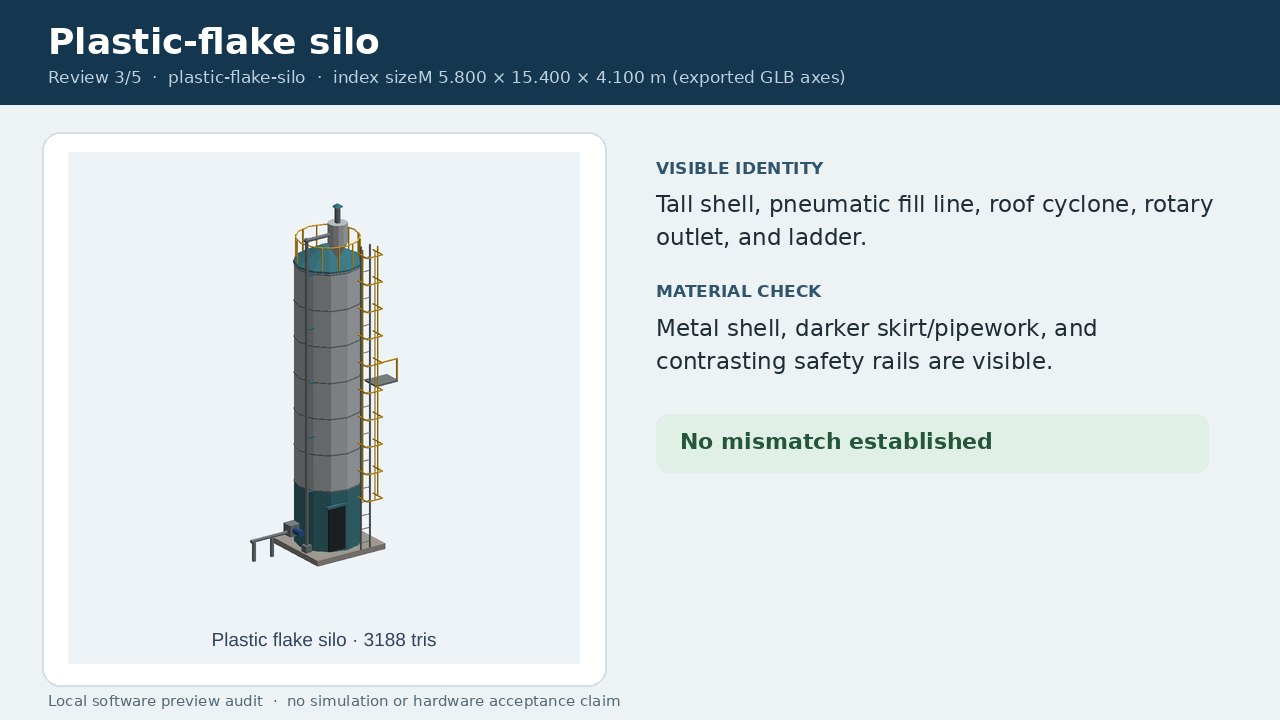 Plastic-flake silo
Review 3/5 · plastic-flake-silo · index sizeM 5.800 × 15.400 × 4.100 m (exported GLB axes)
VISIBLE IDENTITY
Tall shell, pneumatic fill line, roof cyclone, rotary
outlet, and ladder.
MATERIAL CHECK
Metal shell, darker skirt/pipework, and
contrasting safety rails are visible.
No mismatch established
Plastic flake silo · 3188 tris
Local software preview audit · no simulation or hardware acceptance claim